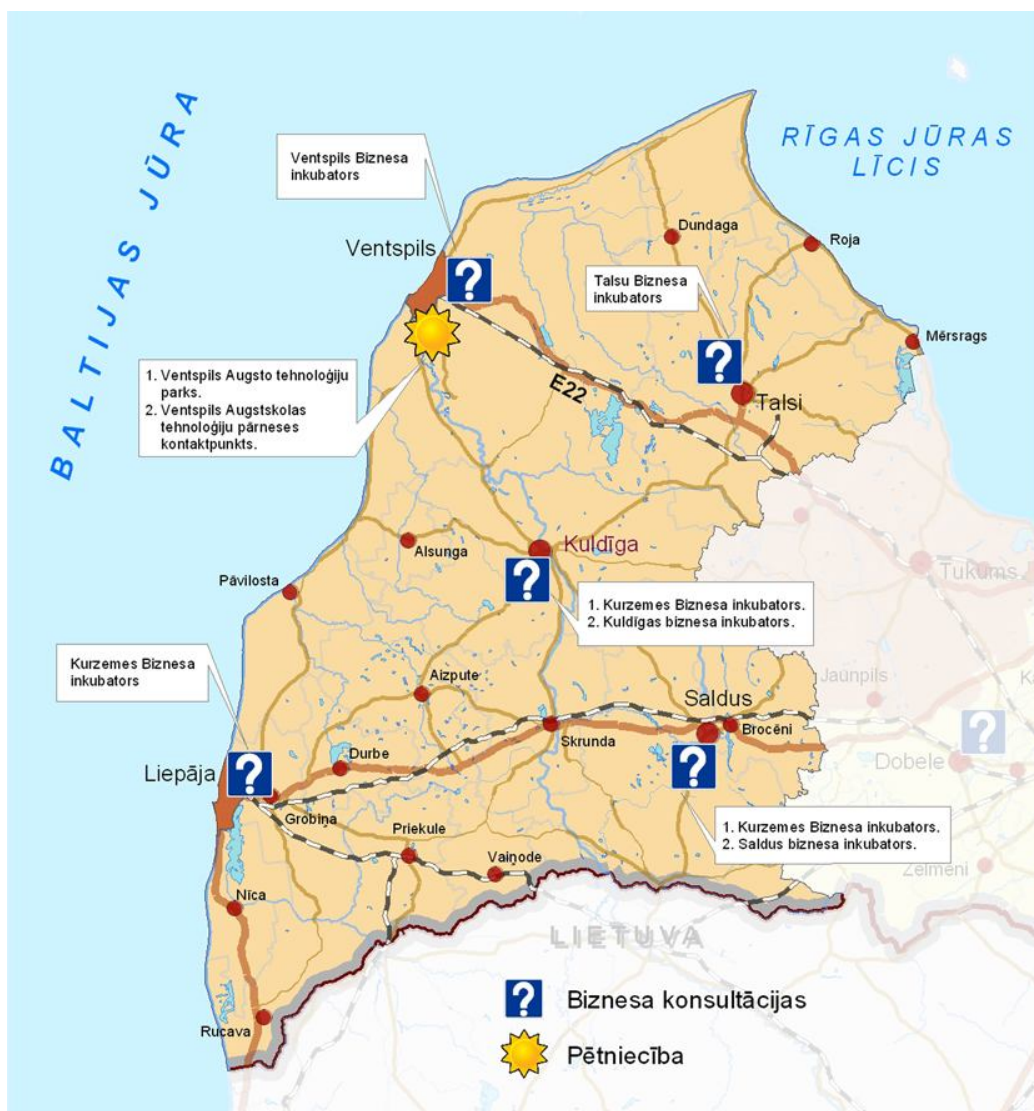 BALTIJAS JŪRA
RĪGAS JŪRAS
LĪCIS
Ventspils Biznesa
inkubators
Ventspils
Dundaga
Roja
Talsu Biznesa
inkubators
Mērsrags
1. Ventspils Augsto tehnoloģiju
parks.
2. Ventspils Augstskolas
tehnoloģiju pārneses
kontaktpunkts.
E22
Talsi
Alsunga
Kuldīga
Tukums
Pāvilosta
1. Kurzemes Biznesa inkubators.
2. Kuldīgas biznesa inkubators.
Kurzemes Biznesa
inkubators
Aizpute
Saldus
Jaunpils
Skrunda
Brocēni
Durbe
Liepāja
Dobele
Grobiņa
Priekule
1. Kurzemes Biznesa inkubators.
2. Saldus biznesa inkubators.
Vaiņode
Zelmeņi
Nīca
LIETUVA
Biznesa konsultācijas
Rucava
Pētniecība